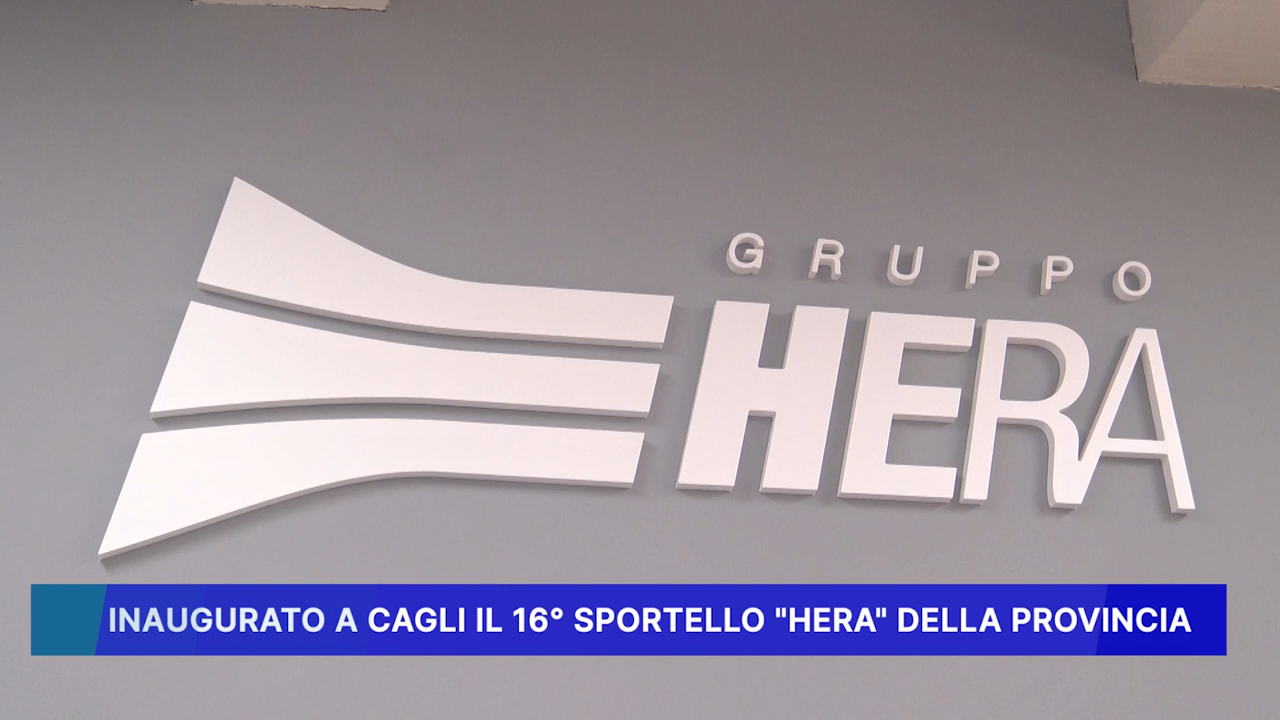 GRUPPO
HERA
INAUGURATO A CAGLI IL 16° SPORTELLO "HERA" DELLA PROVINCIA